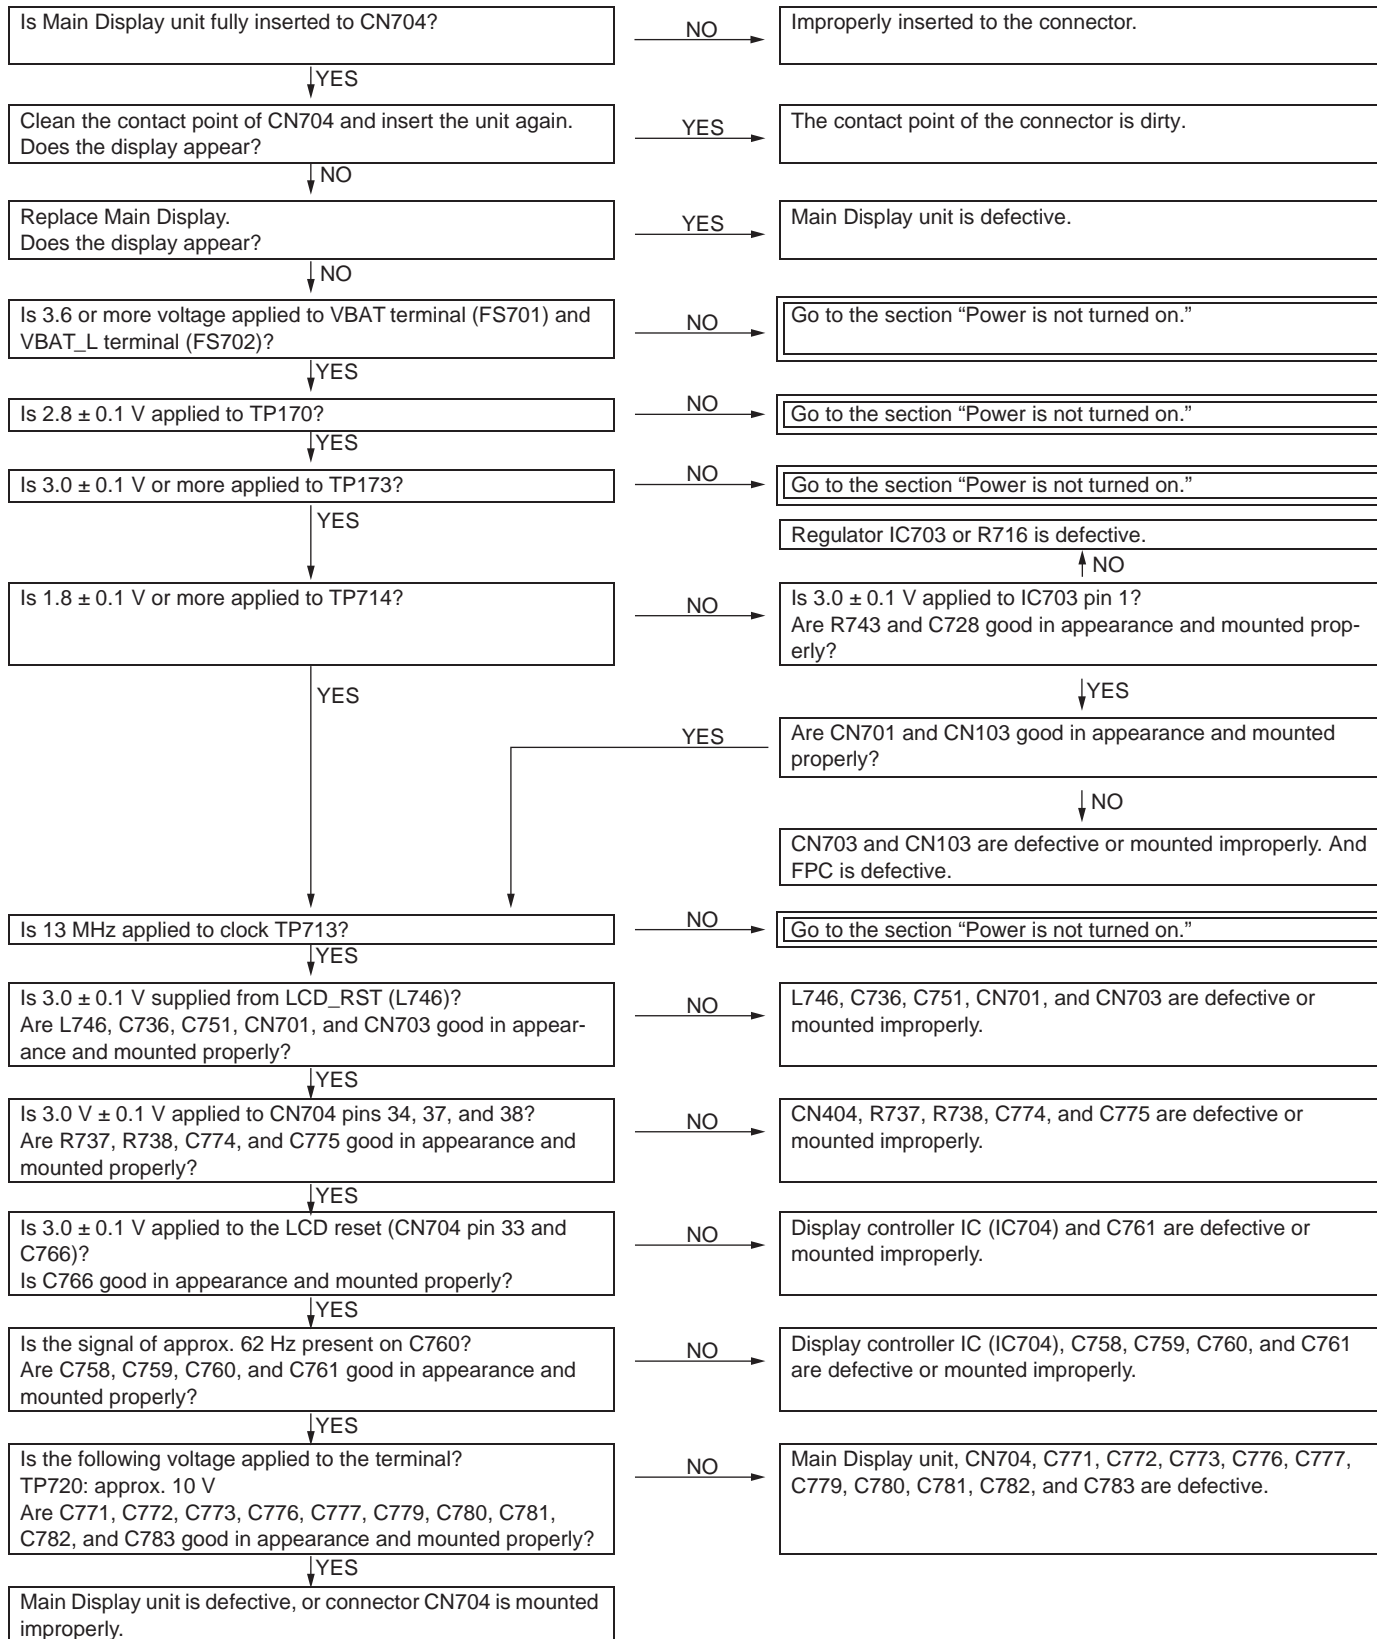 Is Main Display unit fully inserted to CN704?
NO
Improperly inserted to the connector.
YES
Clean the contact point of CN704 and insert the unit again.
Does the display appear?
YES
The contact point of the connector is dirty.
NO
Replace Main Display.
Does the display appear?
YES
Main Display unit is defective.
NO
Is 3.6 or more voltage applied to VBAT terminal (FS701) and
VBAT_L terminal (FS702)?
NO
Go to the section “Power is not turned on.”
YES
Is 2.8 ± 0.1 V applied to TP170?
NO
Go to the section “Power is not turned on.”
YES
Is 3.0 ± 0.1 V or more applied to TP173?
NO
Go to the section “Power is not turned on.”
YES
Regulator IC703 or R716 is defective.
NO
Is 1.8 ± 0.1 V or more applied to TP714?
NO
Is 3.0 ± 0.1 V applied to IC703 pin 1?
Are R743 and C728 good in appearance and mounted prop-
erly?
YES
YES
Are CN701 and CN103 good in appearance and mounted
properly?
YES
NO
CN703 and CN103 are defective or mounted improperly. And
FPC is defective.
Is 13 MHz applied to clock TP713?
NO
Go to the section “Power is not turned on.”
YES
Is 3.0 ± 0.1 V supplied from LCD_RST (L746)?
Are L746, C736, C751, CN701, and CN703 good in appear-
ance and mounted properly?
NO
L746, C736, C751, CN701, and CN703 are defective or
mounted improperly.
YES
Is 3.0 V ± 0.1 V applied to CN704 pins 34, 37, and 38?
Are R737, R738, C774, and C775 good in appearance and
mounted properly?
NO
CN404, R737, R738, C774, and C775 are defective or
mounted improperly.
YES
Is 3.0 ± 0.1 V applied to the LCD reset (CN704 pin 33 and
C766)?
Is C766 good in appearance and mounted properly?
NO
Display controller IC (IC704) and C761 are defective or
mounted improperly.
YES
Is the signal of approx. 62 Hz present on C760?
Are C758, C759, C760, and C761 good in appearance and
mounted properly?
NO
Display controller IC (IC704), C758, C759, C760, and C761
are defective or mounted improperly.
YES
Is the following voltage applied to the terminal?
TP720: approx. 10 V
Are C771, C772, C773, C776, C777, C779, C780, C781,
C782, and C783 good in appearance and mounted properly?
NO
Main Display unit, CN704, C771, C772, C773, C776, C777,
C779, C780, C781, C782, and C783 are defective.
YES
Main Display unit is defective, or connector CN704 is mounted
improperly.